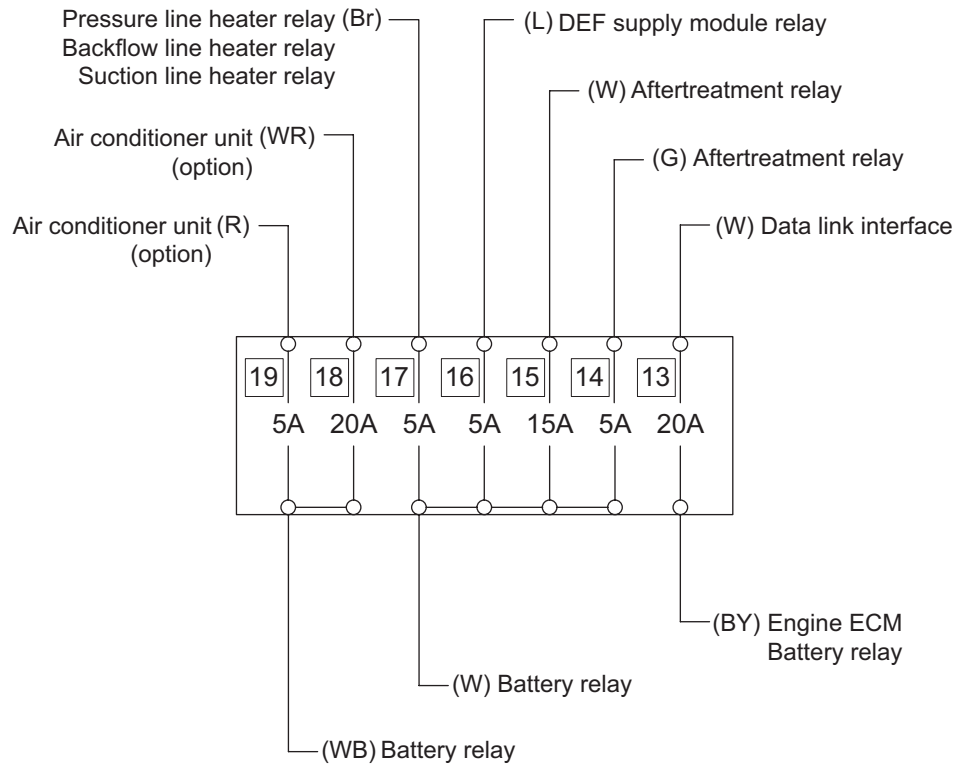 Pressure line heater relay (Br)
Backflow line heater relay
Suction line heater relay
(L) DEF supply module relay
(W) Aftertreatment relay
Air conditioner unit (WR)
(option)
(G) Aftertreatment relay
Air conditioner unit (R)
(option)
(W) Data link interface
19 18 17 16 15 14 13
5A 20A 5A 5A 15A 5A 20A
(BY) Engine ECM
Battery relay
(W) Battery relay
(WB) Battery relay